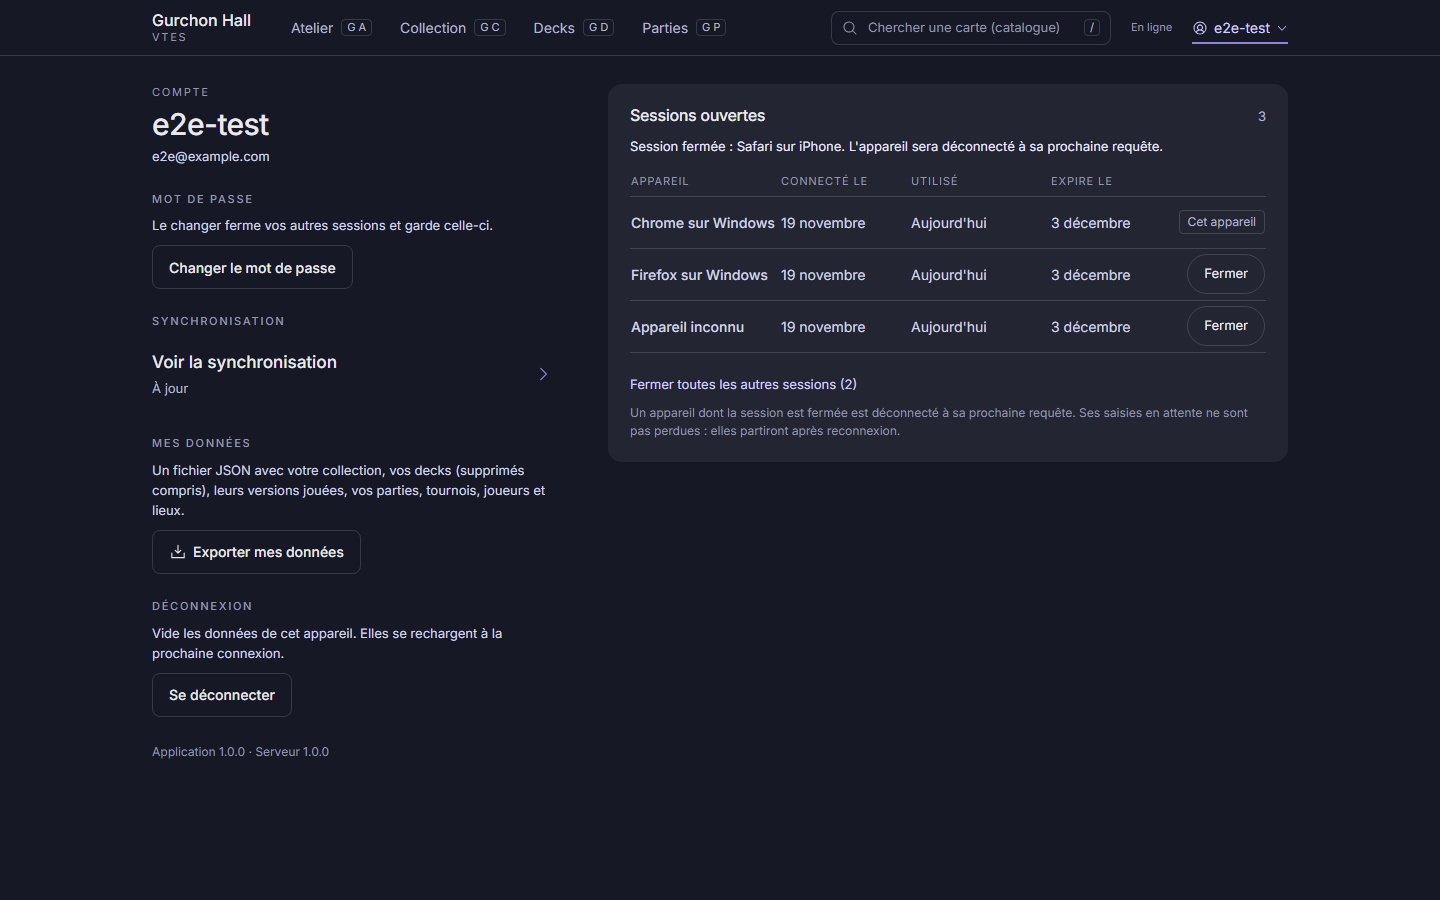 Gurchon Hall
VTES
Atelier G A Collection G C Decks G D Parties G P
Chercher une carte (catalogue) /
En ligne
e2e-test
COMPTE
e2e-test
e2e@example.com
MOT DE PASSE
Le changer ferme vos autres sessions et garde celle-ci.
Changer le mot de passe
SYNCHRONISATION
Voir la synchronisation
À jour
MES DONNÉES
Un fichier JSON avec votre collection, vos decks (supprimés
compris), leurs versions jouées, vos parties, tournois, joueurs et
lieux.
Exporter mes données
DÉCONNEXION
Vide les données de cet appareil. Elles se rechargent à la
prochaine connexion.
Se déconnecter
Application 1.0.0 · Serveur 1.0.0
Sessions ouvertes 3
Session fermée : Safari sur iPhone. L'appareil sera déconnecté à sa prochaine requête.
APPAREIL CONNECTÉ LE UTILISÉ EXPIRE LE
Chrome sur Windows 19 novembre Aujourd'hui 3 décembre Cet appareil
Firefox sur Windows 19 novembre Aujourd'hui 3 décembre Fermer
Appareil inconnu 19 novembre Aujourd'hui 3 décembre Fermer
Fermer toutes les autres sessions (2)
Un appareil dont la session est fermée est déconnecté à sa prochaine requête. Ses saisies en attente ne sont
pas perdues : elles partiront après reconnexion.